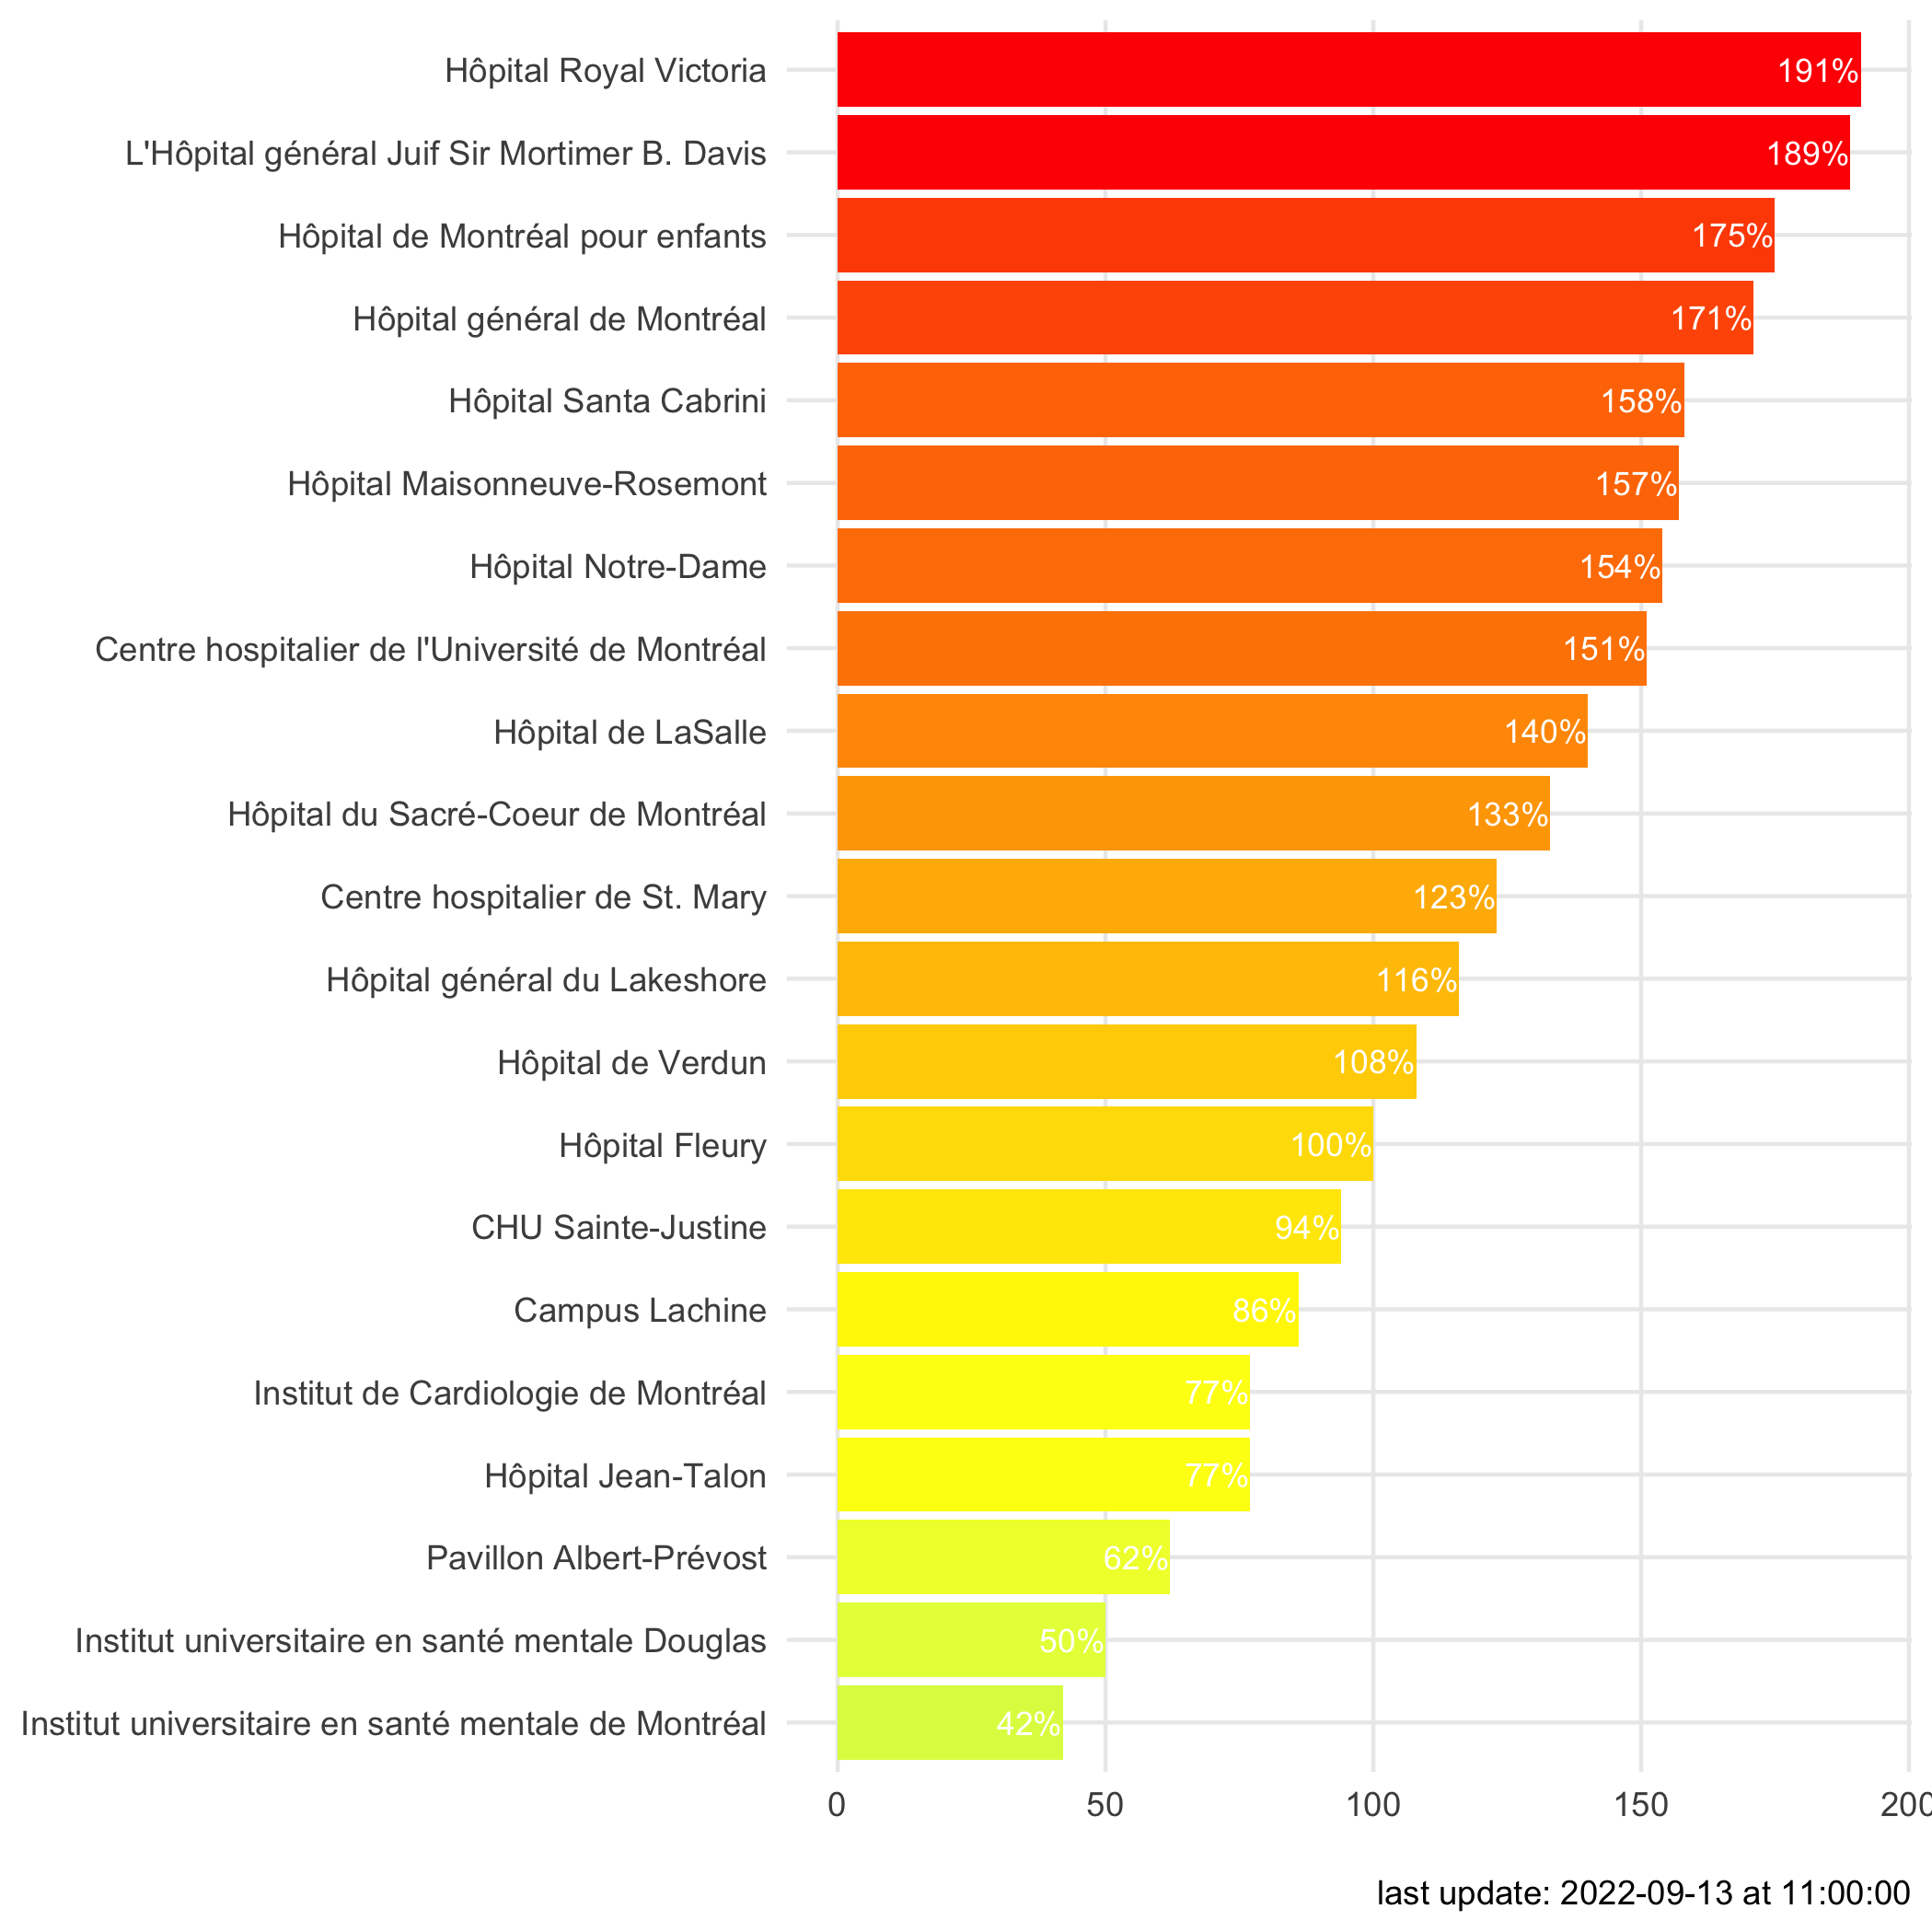 Hôpital Royal Victoria 191%
L'Hôpital général Juif Sir Mortimer B. Davis 189%
Hôpital de Montréal pour enfants 175%
Hôpital général de Montréal 171%
Hôpital Santa Cabrini 158%
Hôpital Maisonneuve-Rosemont 157%
Hôpital Notre-Dame 154%
Centre hospitalier de l'Université de Montréal 151%
Hôpital de LaSalle 140%
Hôpital du Sacré-Coeur de Montréal 133%
Centre hospitalier de St. Mary 123%
Hôpital général du Lakeshore 116%
Hôpital de Verdun 108%
Hôpital Fleury 100%
CHU Sainte-Justine 94%
Campus Lachine 86%
Institut de Cardiologie de Montréal 77%
Hôpital Jean-Talon 77%
Pavillon Albert-Prévost 62%
Institut universitaire en santé mentale Douglas 50%
Institut universitaire en santé mentale de Montréal 42%
0 50 100 150 200
last update: 2022-09-13 at 11:00:00